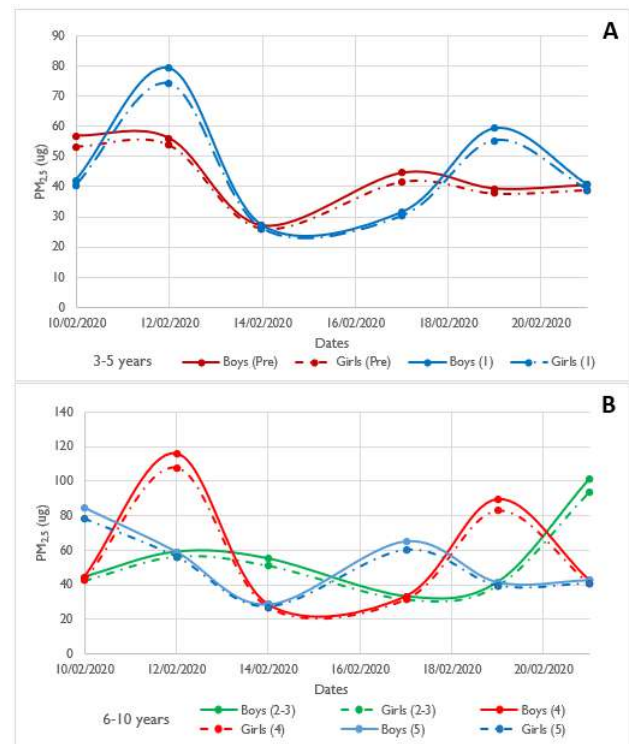 A
90
80
70
60
50
40
30
20
10
0
PM2.5 (ug)
10/02/2020 12/02/2020 14/02/2020 16/02/2020 18/02/2020 20/02/2020
Dates
3-5 years Boys (Pre) Girls (Pre) Boys (1) Girls (1)
B
140
120
100
80
60
40
20
0
PM2.5 (ug)
10/02/2020 12/02/2020 14/02/2020 16/02/2020 18/02/2020 20/02/2020
Dates
6-10 years
Boys (2-3) Girls (2-3) Boys (4)
Girls (4) Boys (5) Girls (5)